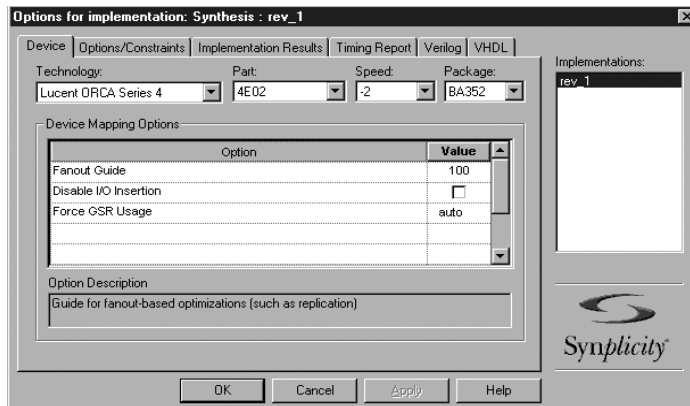 Options for implementation: Synthesis : rev_1
Device Options/Constraints Implementation Results Timing Report Verilog VHDL
Implementations:
rev_1
Technology: Part: Speed: Package:
Lucent ORCA Series 4 4E02 -2 BA352
Device Mapping Options
Option Value
Fanout Guide 100
Disable I/O Insertion
Force GSR Usage auto
Option Description
Guide for fanout-based optimizations (such as replication)
Synplicity
OK Cancel Apply Help